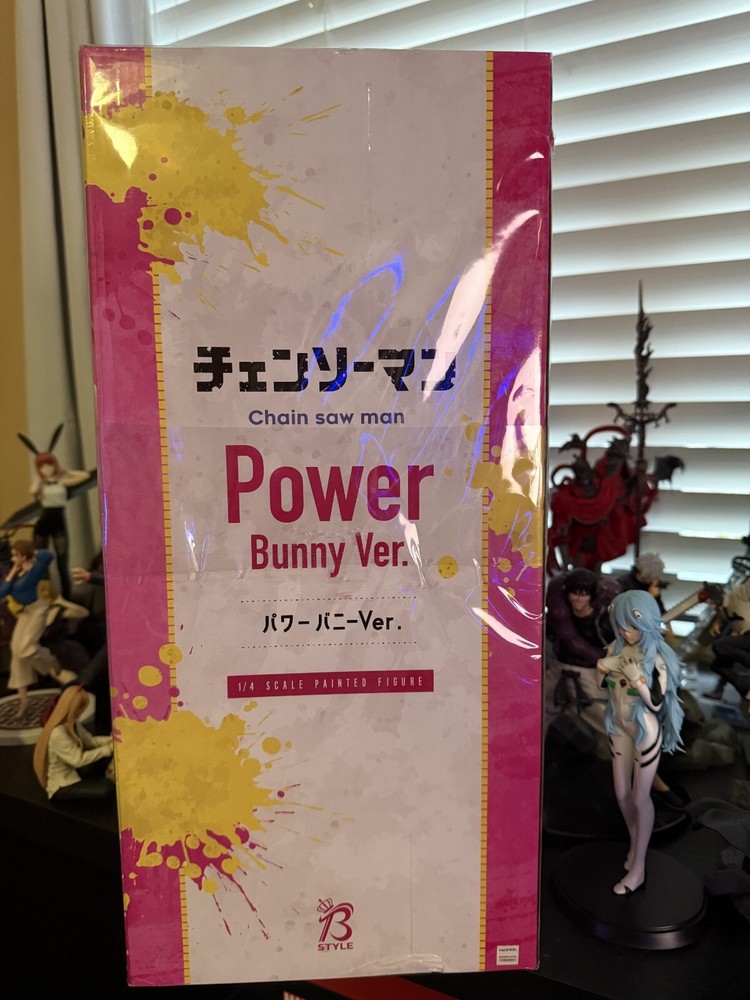 チェンソーマン
Chain saw man
Power
Bunny Ver.
パワー バニーVer.
1/4 SCALE PAINTED FIGURE
B
STYLE